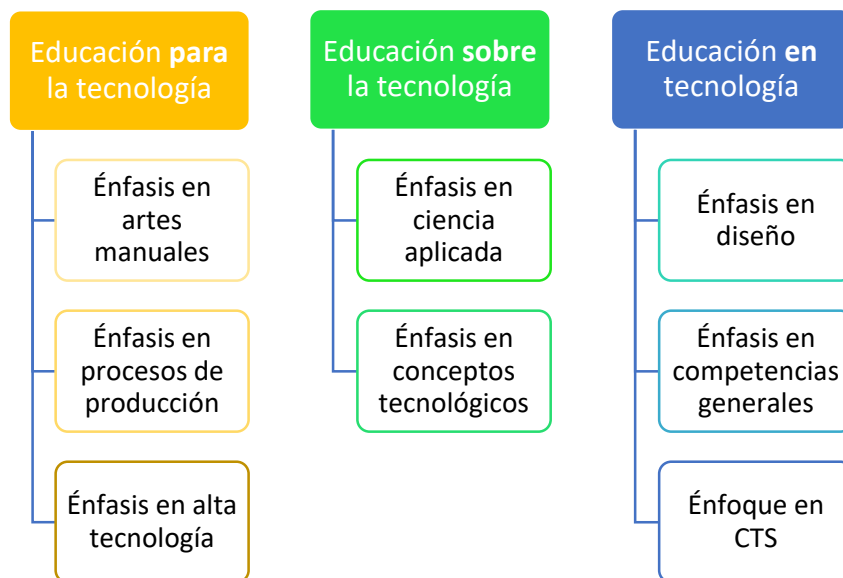 Educación para
la tecnología
Énfasis en
artes
manuales
Énfasis en
procesos de
producción
Énfasis en alta
tecnología
Educación sobre
la tecnología
Énfasis en
ciencia
aplicada
Énfasis en
conceptos
tecnológicos
Educación en
tecnología
Énfasis en
diseño
Énfasis en
competencias
generales
Énfoque en
CTS